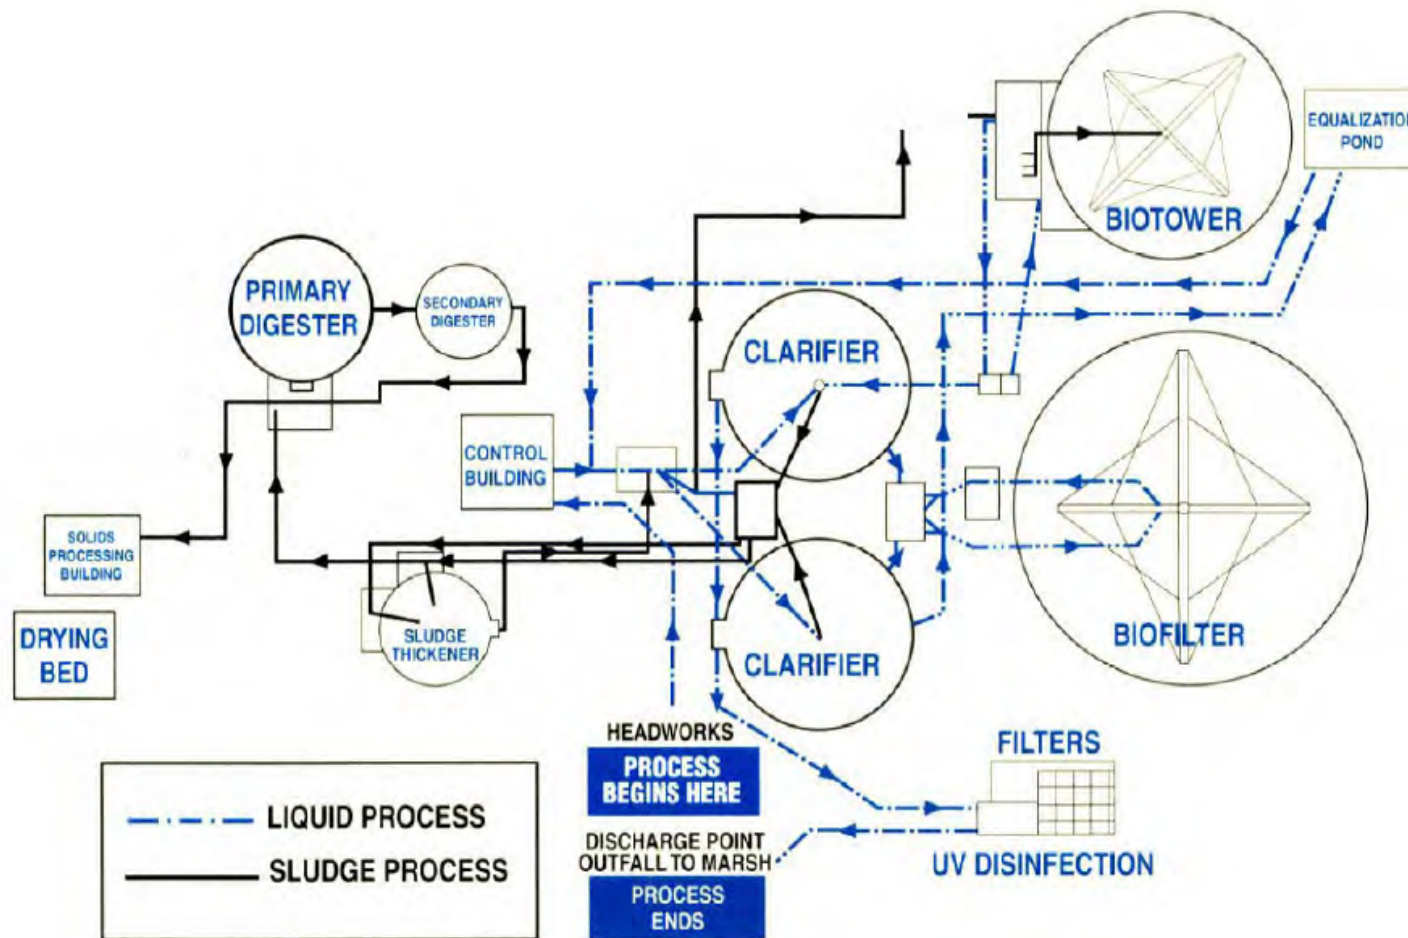 EQUALIZATION
POND
BIOTOWER
PRIMARY
DIGESTER
SECONDARY
DIGESTER
CLARIFIER
CONTROL
BUILDING
SOLIDS
PROCESSING
BUILDING
DRYING
BED
SLUDGE
THICKENER
CLARIFIER
BIOFILTER
HEADWORKS
PROCESS
BEGINS HERE
FILTERS
UV DISINFECTION
DISCHARGE POINT
OUTFALL TO MARSH
PROCESS
ENDS
LIQUID PROCESS
SLUDGE PROCESS